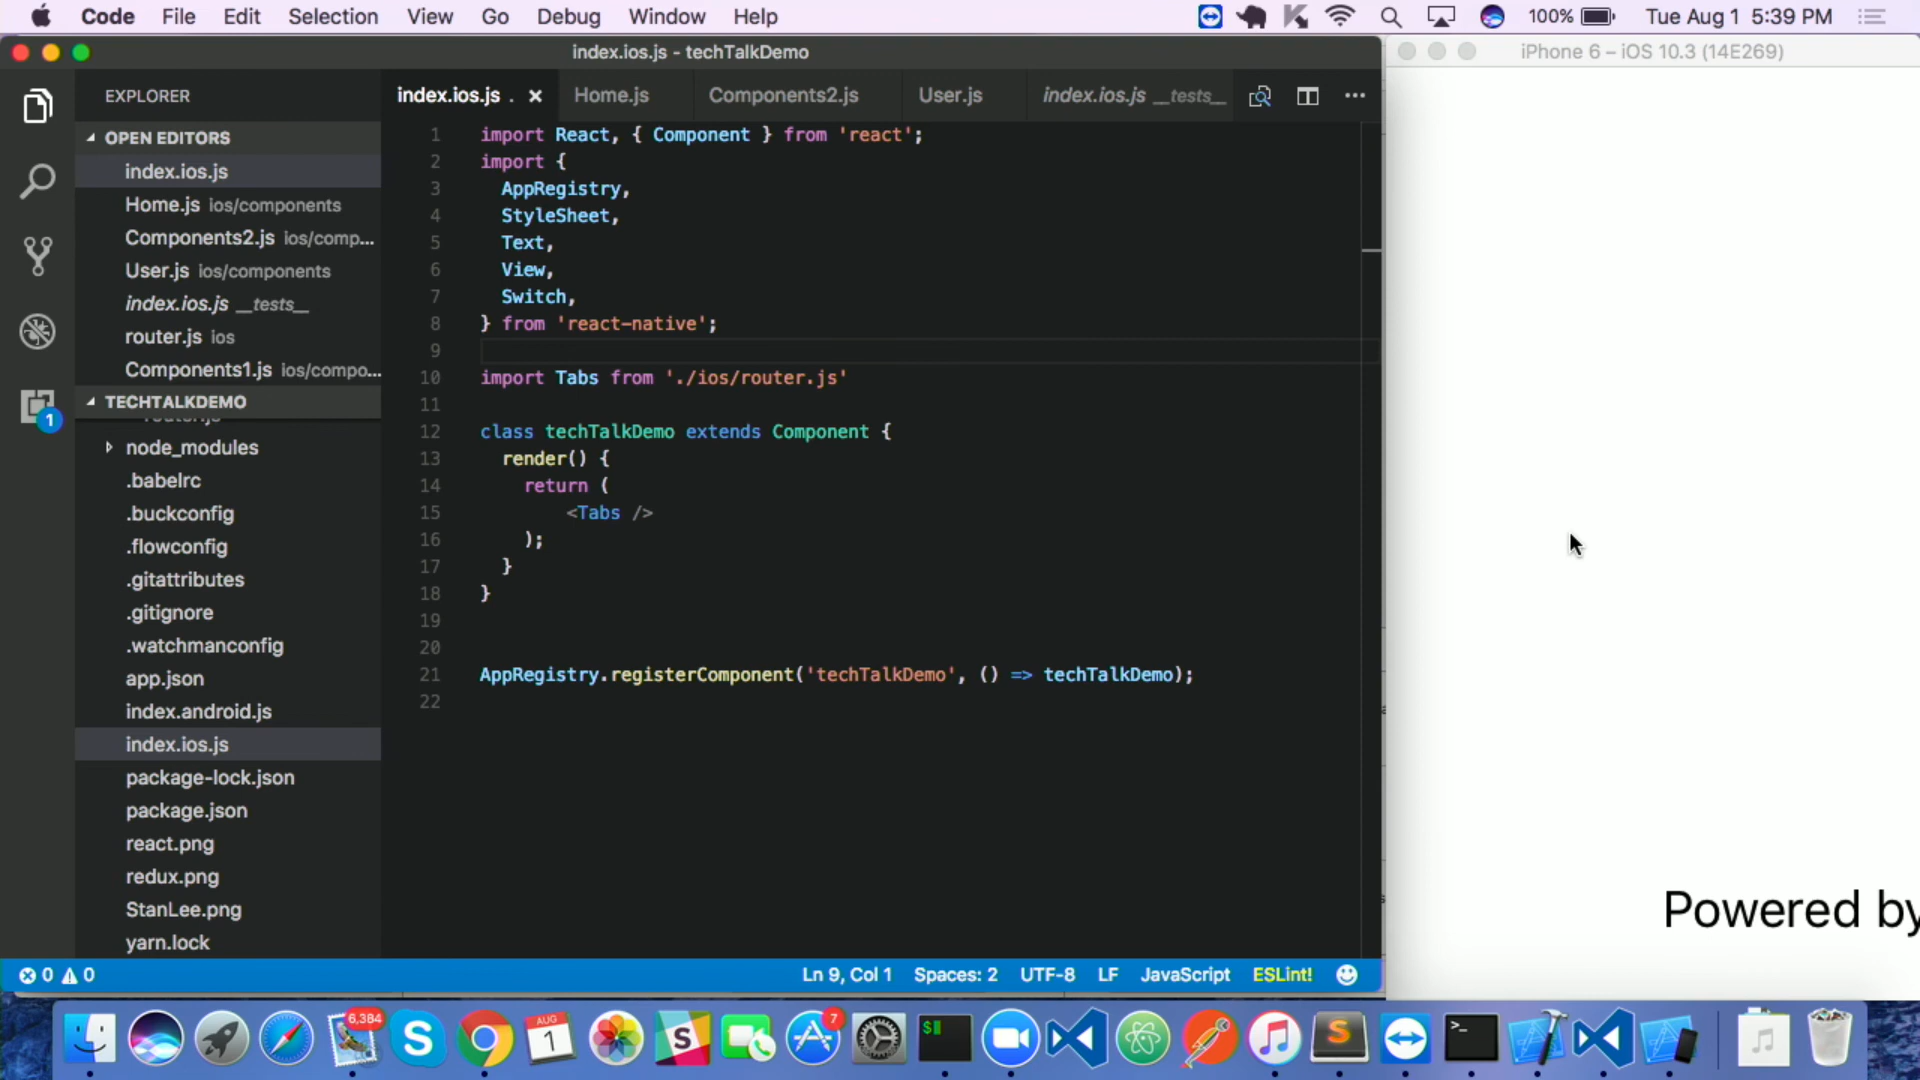 Code File Edit Selection View Go Debug Window Help 100% Tue Aug 1 5:39 PM
index.ios.js - techTalkDemo
iPhone 6 – iOS 10.3 (14E269)
EXPLORER
OPEN EDITORS
index.ios.js
Home.js ios/components
Components2.js ios/comp...
User.js ios/components
index.ios.js __tests__
router.js ios
Components1.js ios/compo...
TECHTALKDEMO
router.js
node_modules
.babelrc
.buckconfig
.flowconfig
.gitattributes
.gitignore
.watchmanconfig
app.json
index.android.js
index.ios.js
package-lock.json
package.json
react.png
redux.png
StanLee.png
yarn.lock
1
index.ios.js . × Home.js Components2.js User.js index.ios.js __tests__ ...
1 import React, { Component } from 'react';
2 import {
3 AppRegistry,
4 StyleSheet,
5 Text,
6 View,
7 Switch,
8 } from 'react-native';
9
10 import Tabs from './ios/router.js'
11
12 class techTalkDemo extends Component {
13 render() {
14 return (
15 <Tabs />
16 );
17 }
18 }
19
20
21 AppRegistry.registerComponent('techTalkDemo', () => techTalkDemo);
22
Powered by
0 0 Ln 9, Col 1 Spaces: 2 UTF-8 LF JavaScript ESLint!
6,384
AUG
1
7
S
S
$
S
>_